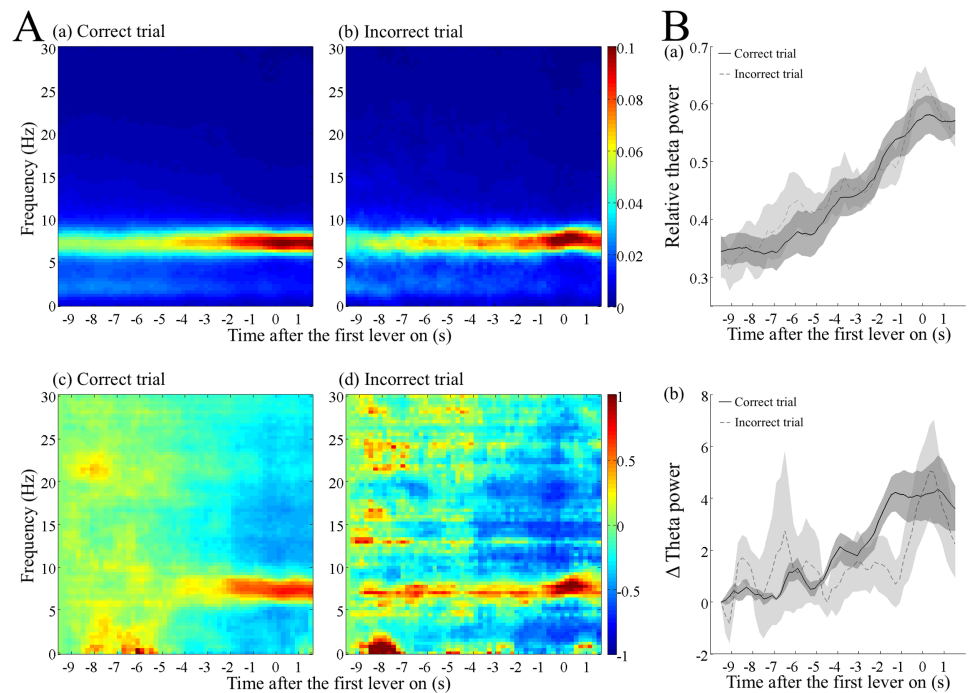 A
(a) Correct trial
(b) Incorrect trial
Frequency (Hz)
30
25
20
15
10
5
0
30
25
20
15
10
5
0
0.1
0.08
0.06
0.04
0.02
0
-9 -8 -7 -6 -5 -4 -3 -2 -1 0 1
-9 -8 -7 -6 -5 -4 -3 -2 -1 0 1
Time after the first lever on (s)
(c) Correct trial
(d) Incorrect trial
Frequency (Hz)
30
25
20
15
10
5
0
30
25
20
15
10
5
0
1
0.5
0
-0.5
-1
-9 -8 -7 -6 -5 -4 -3 -2 -1 0 1
-9 -8 -7 -6 -5 -4 -3 -2 -1 0 1
Time after the first lever on (s)
B
(a)
Correct trial
Incorrect trial
Relative theta power
0.7
0.6
0.5
0.4
0.3
-9 -8 -7 -6 -5 -4 -3 -2 -1 0 1
Time after the first lever on (s)
(b)
Correct trial
Incorrect trial
Δ Theta power
8
6
4
2
0
-2
-9 -8 -7 -6 -5 -4 -3 -2 -1 0 1
Time after the first lever on (s)